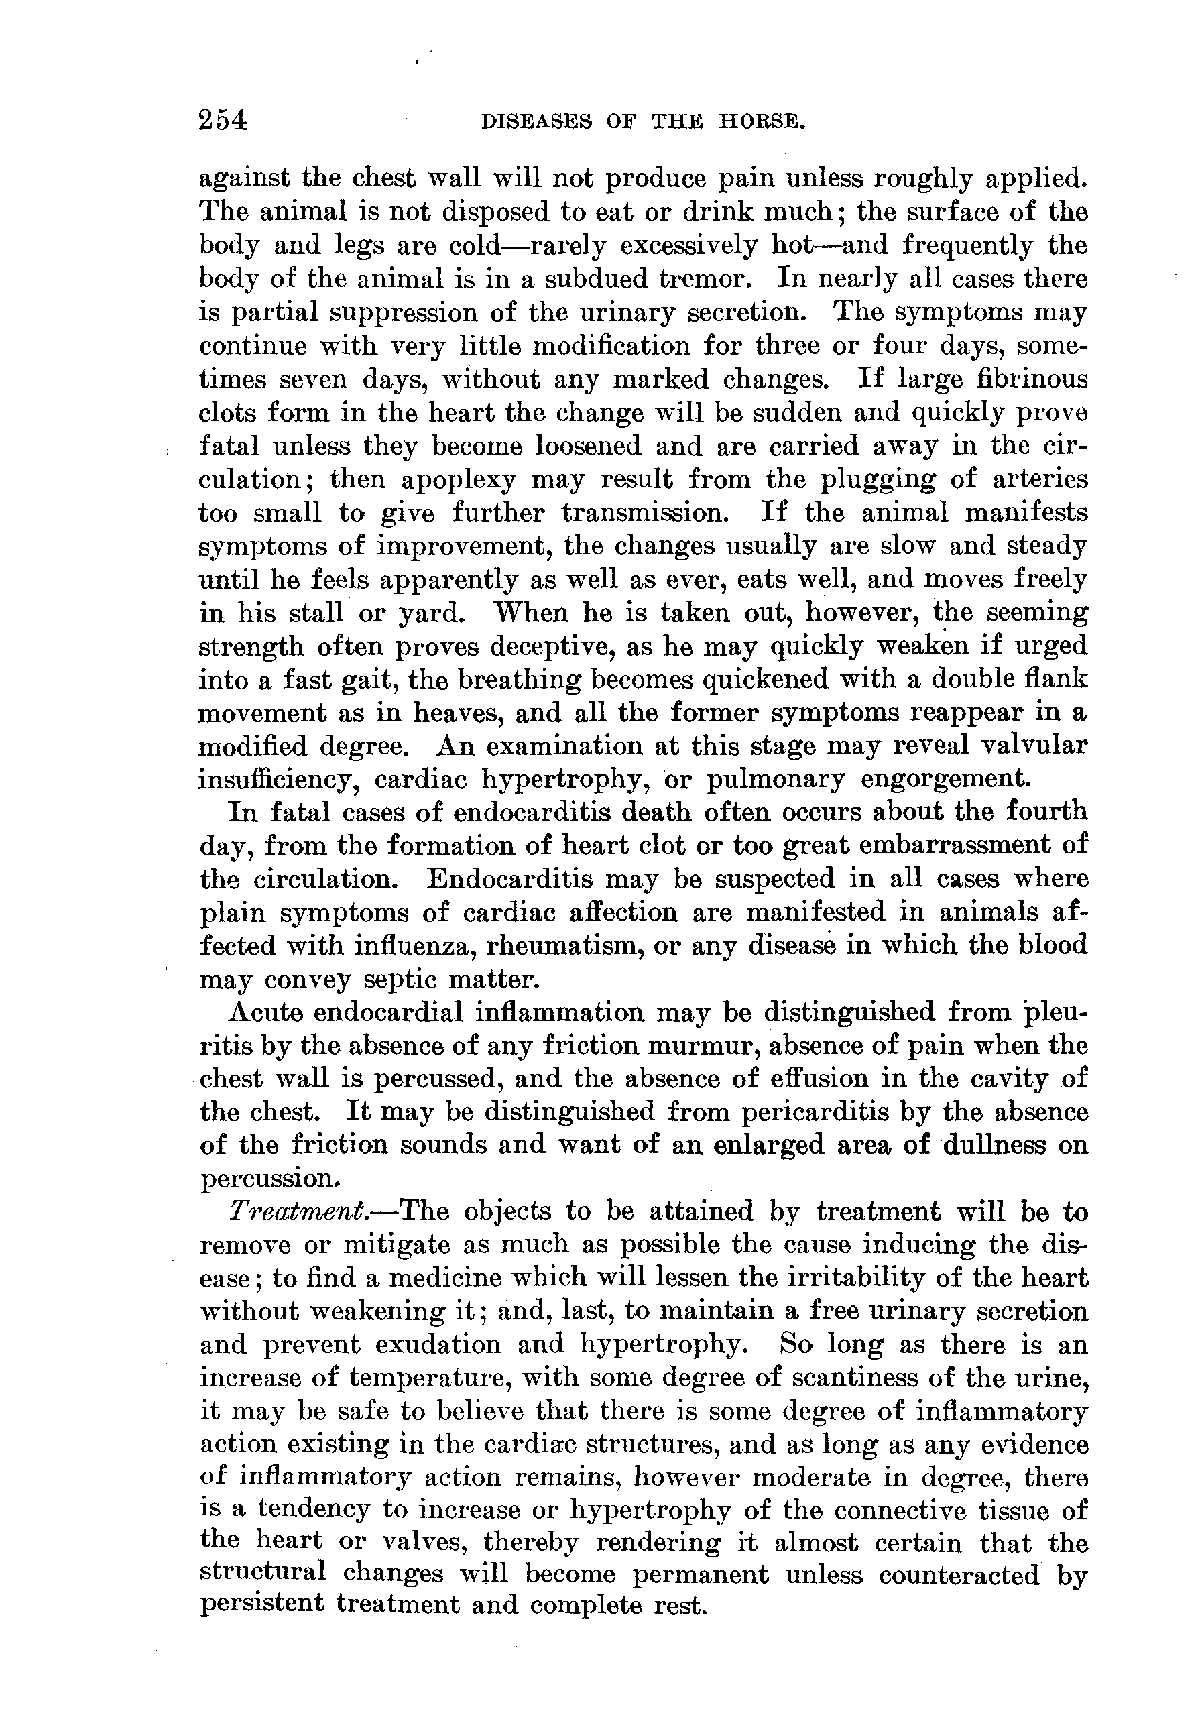 254 DISEASES OF THE HORSE.
against the chest wall will not produce pain unless roughly applied.
The animal is not disposed to eat or drink much; the surface of the
body and legs are cold—rarely excessively hot—and frequently the
body of the animal is in a subdued tremor. In nearly all cases there
is partial suppression of the urinary secretion. The symptoms may
continue with very little modification for three or four days, some-
times seven days, without any marked changes. If large fibrinous
clots form in the heart the change will be sudden and quickly prove
fatal unless they become loosened and are carried away in the cir-
culation; then apoplexy may result from the plugging of arteries
too small to give further transmission. If the animal manifests
symptoms of improvement, the changes usually are slow and steady
until he feels apparently as well as ever, eats well, and moves freely
in his stall or yard. When he is taken out, however, the seeming
strength often proves deceptive, as he may quickly weaken if urged
into a fast gait, the breathing becomes quickened with a double flank
movement as in heaves, and all the former symptoms reappear in a
modified degree. An examination at this stage may reveal valvular
insufficiency, cardiac hypertrophy, or pulmonary engorgement.
In fatal cases of endocarditis death often occurs about the fourth
day, from the formation of heart clot or too great embarrassment of
the circulation. Endocarditis may be suspected in all cases where
plain symptoms of cardiac affection are manifested in animals af-
fected with influenza, rheumatism, or any disease in which the blood
may convey septic matter.
Acute endocardial inflammation may be distinguished from pleu-
ritis by the absence of any friction murmur, absence of pain when the
chest wall is percussed, and the absence of effusion in the cavity of
the chest. It may be distinguished from pericarditis by the absence
of the friction sounds and want of an enlarged area of dullness on
percussion.
Treatment.—The objects to be attained by treatment will be to
remove or mitigate as much as possible the cause inducing the dis-
ease; to find a medicine which will lessen the irritability of the heart
without weakening it; and, last, to maintain a free urinary secretion
and prevent exudation and hypertrophy. So long as there is an
increase of temperature, with some degree of scantiness of the urine,
it may be safe to believe that there is some degree of inflammatory
action existing in the cardiac structures, and as long as any evidence
of inflammatory action remains, however moderate in degree, there
is a tendency to increase or hypertrophy of the connective tissue of
the heart or valves, thereby rendering it almost certain that the
structural changes will become permanent unless counteracted by
persistent treatment and complete rest.